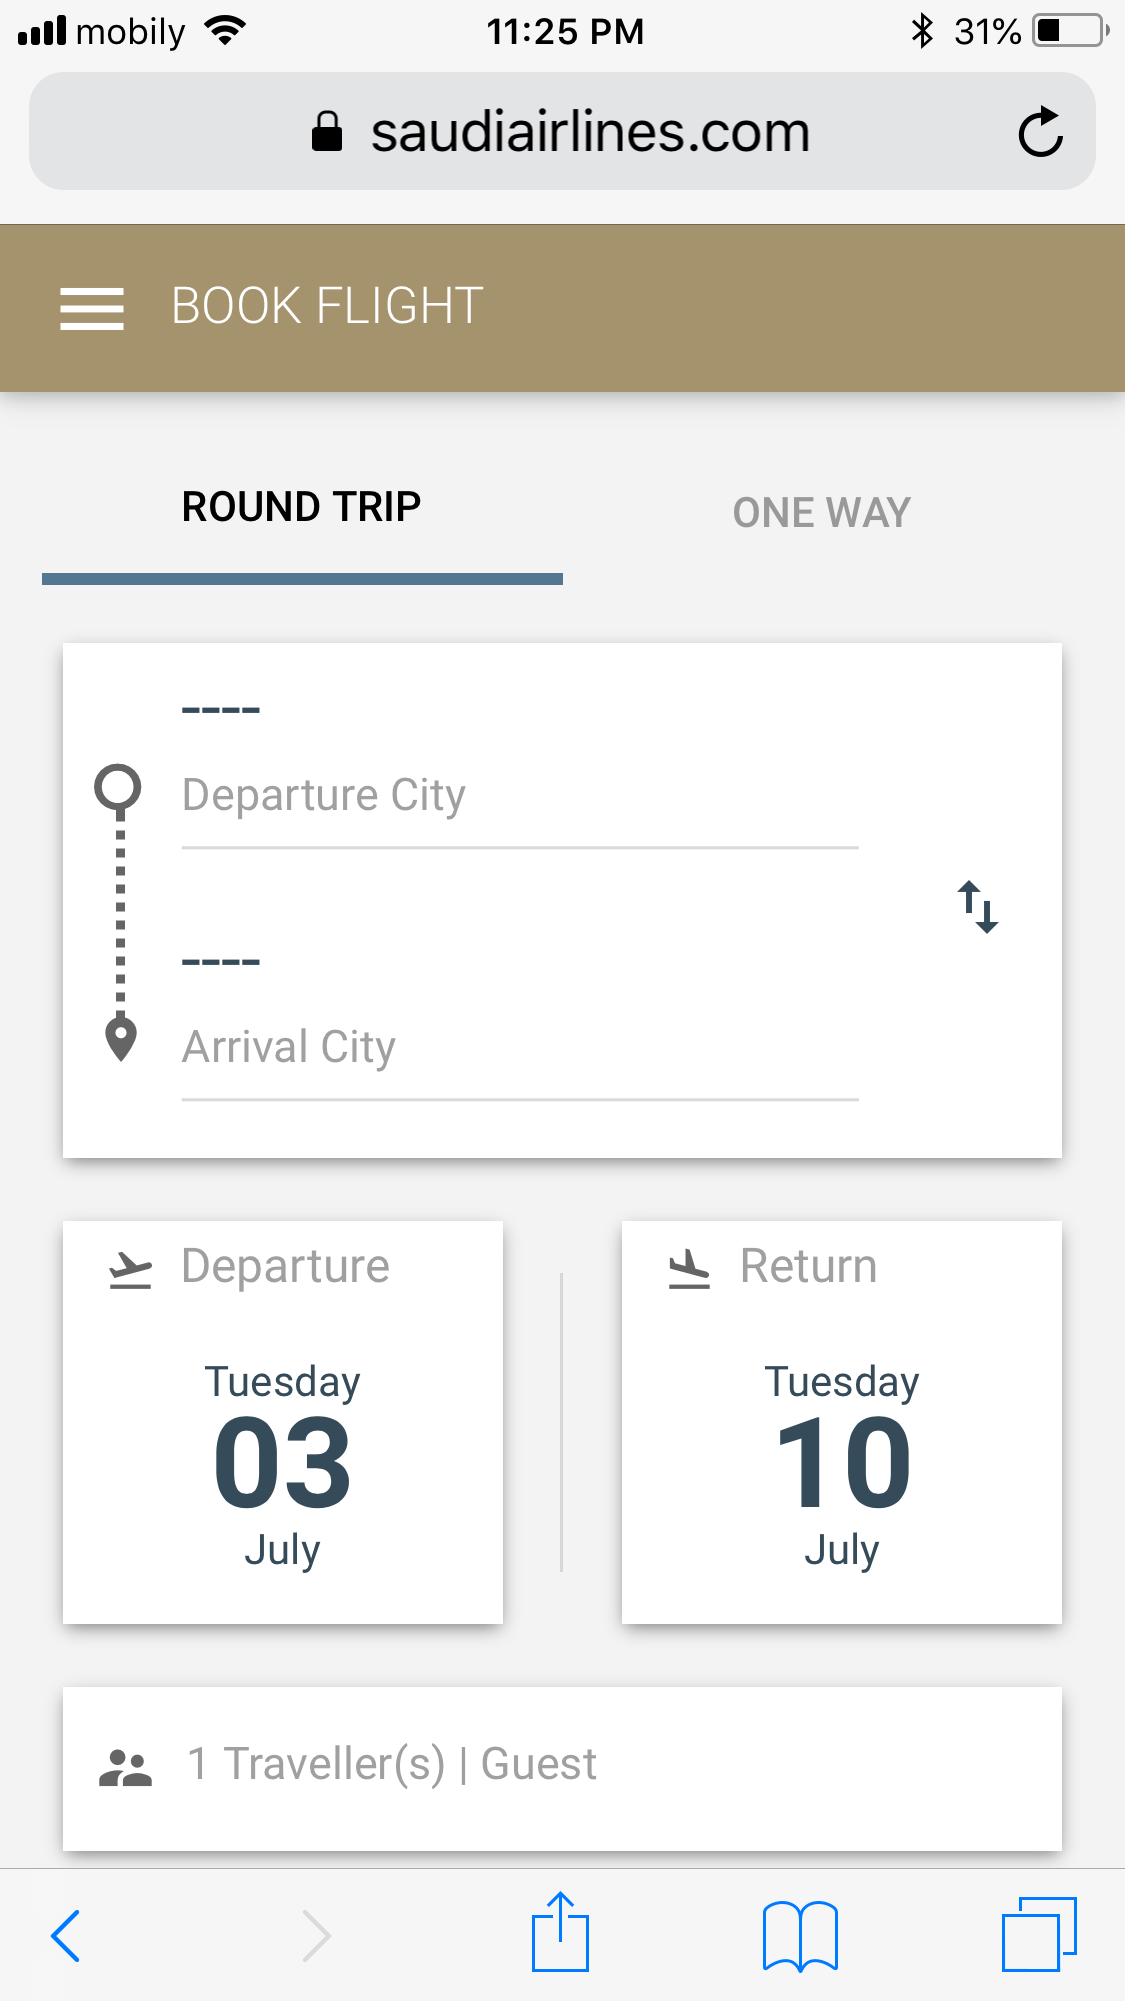 mobily 11:25 PM 31%
saudiairlines.com
BOOK FLIGHT
ROUND TRIP ONE WAY
----
Departure City
----
Arrival City
Departure Return
Tuesday Tuesday
03 10
July July
1 Traveller(s) | Guest